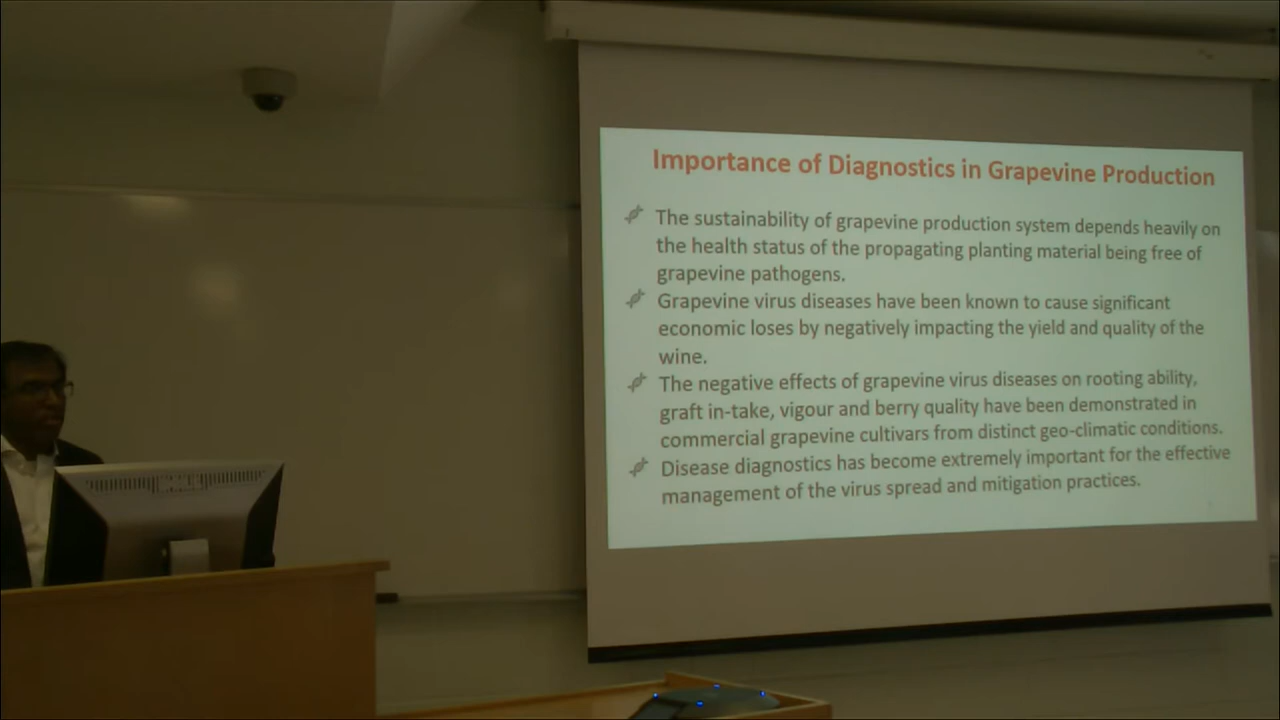 Importance of Diagnostics in Grapevine Production
The sustainability of grapevine production system depends heavily on
the health status of the propagating planting material being free of
grapevine pathogens.
Grapevine virus diseases have been known to cause significant
economic loses by negatively impacting the yield and quality of the
wine.
The negative effects of grapevine virus diseases on rooting ability,
graft in-take, vigour and berry quality have been demonstrated in
commercial grapevine cultivars from distinct geo-climatic conditions.
Disease diagnostics has become extremely important for the effective
management of the virus spread and mitigation practices.